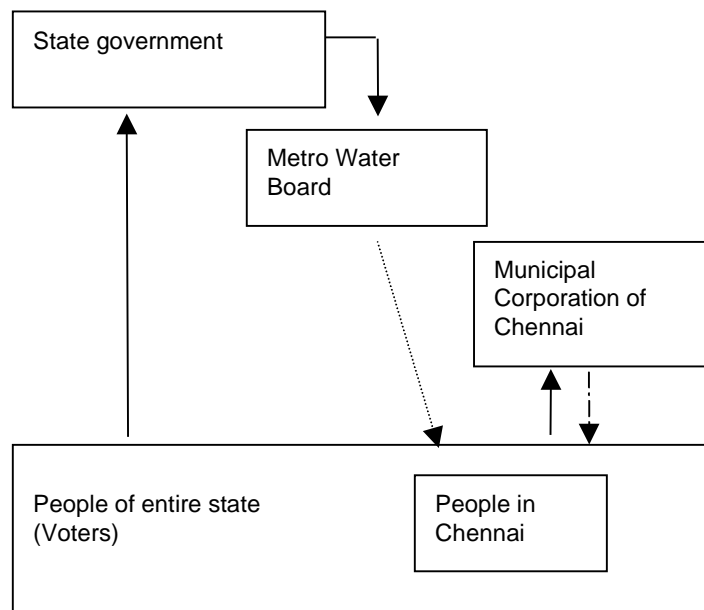 State government
Metro Water
Board
Municipal
Corporation of
Chennai
People of entire state
(Voters)
People in
Chennai